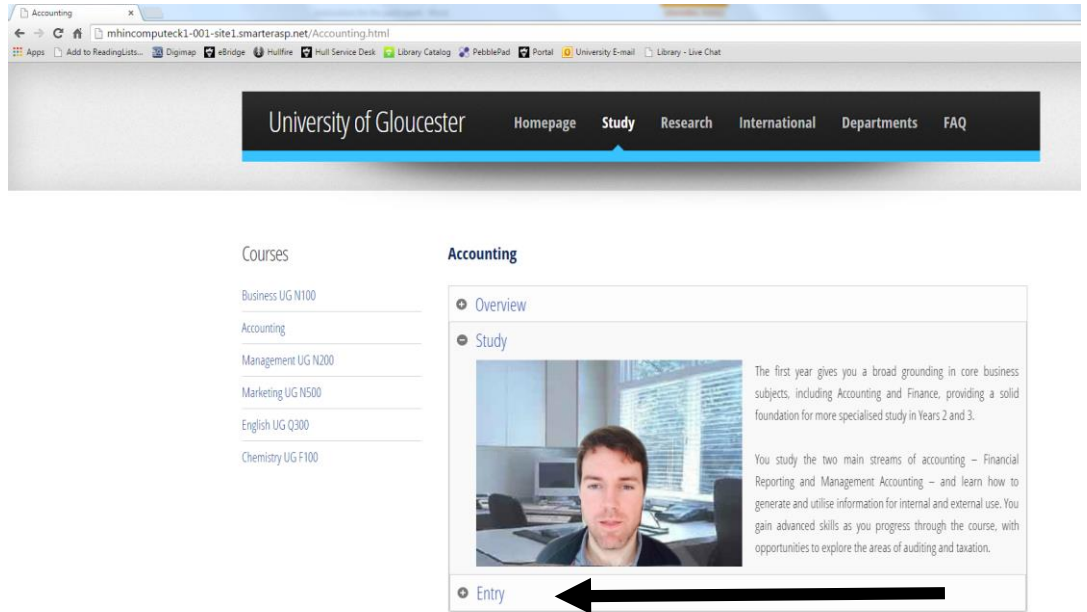 Accounting
mhincomputeck1-001-site1.smarterasp.net/Accounting.html
Apps Add to ReadingLists... Digimap eBridge Hullfire Hull Service Desk Library Catalog PebblePad Portal University E-mail Library - Live Chat
University of Gloucester Homepage Study Research International Departments FAQ
Courses
Business UG N100
Accounting
Management UG N200
Marketing UG N500
English UG Q300
Chemistry UG F100
Accounting
Overview
Study
The first year gives you a broad grounding in core business
subjects, including Accounting and Finance, providing a solid
foundation for more specialised study in Years 2 and 3.
You study the two main streams of accounting – Financial
Reporting and Management Accounting – and learn how to
generate and utilise information for internal and external use. You
gain advanced skills as you progress through the course, with
opportunities to explore the areas of auditing and taxation.
Entry